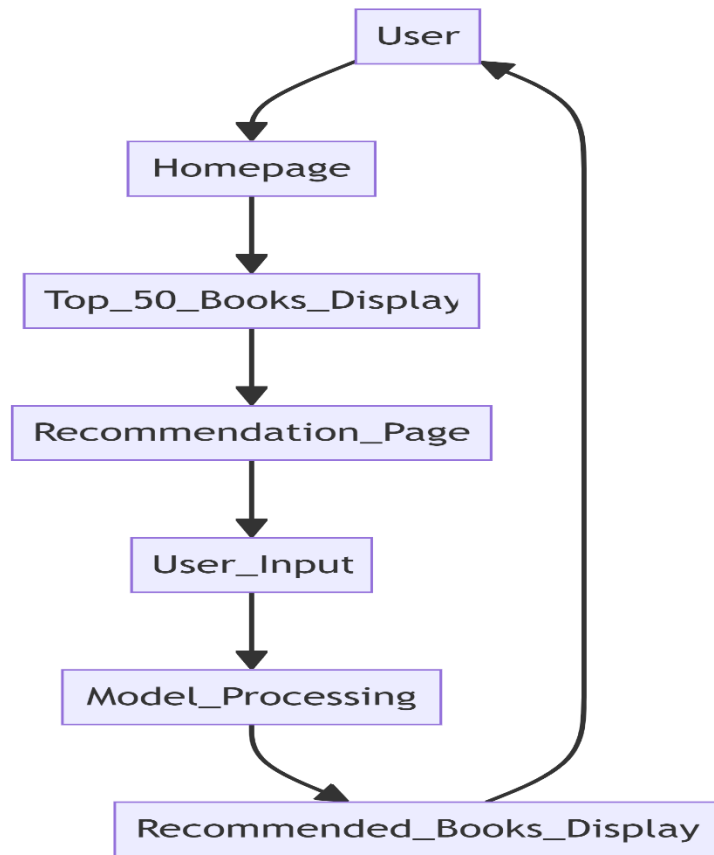 User
Homepage
Top_50_Books_Display
Recommendation_Page
User_Input
Model_Processing
Recommended_Books_Display